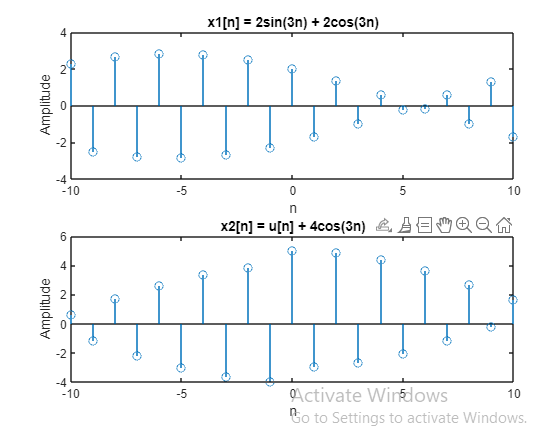 x1[n] = 2sin(3n) + 2cos(3n)
4
2
0
-2
-4
Amplitude
-10 -5 0 5 10
n
x2[n] = u[n] + 4cos(3n)
6
4
2
0
-2
-4
Amplitude
-10 -5 0 5 10
n
Activate Windows
Go to Settings to activate Windows.